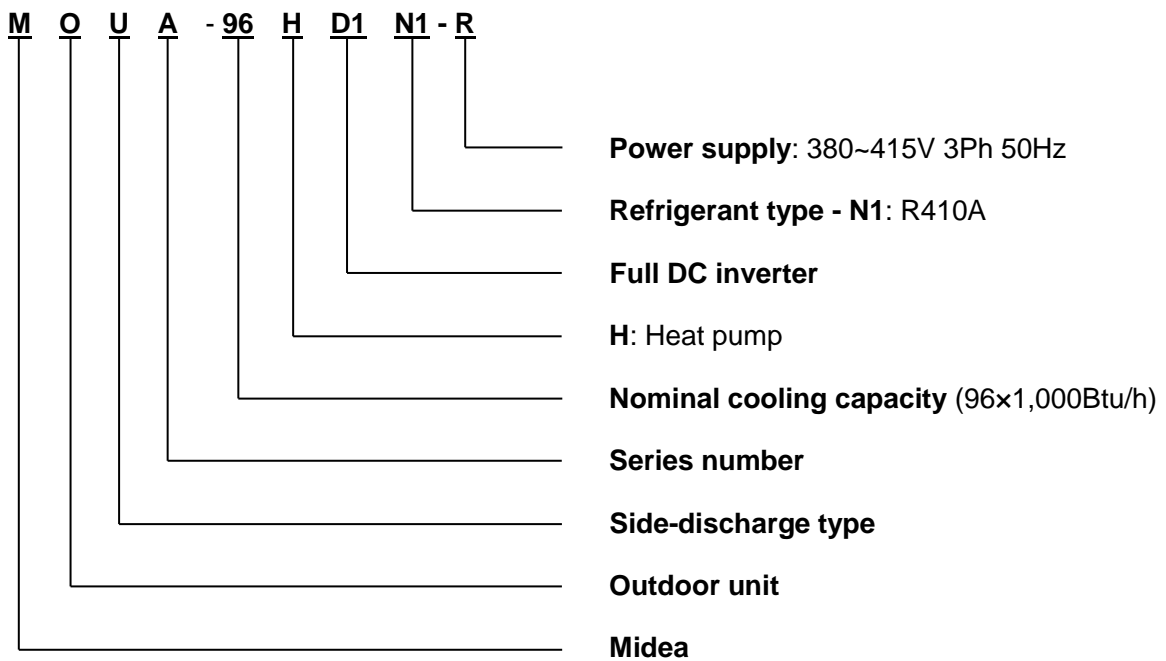 M O U A - 96 H D1 N1 - R
Power supply: 380~415V 3Ph 50Hz
Refrigerant type - N1: R410A
Full DC inverter
H: Heat pump
Nominal cooling capacity (96×1,000Btu/h)
Series number
Side-discharge type
Outdoor unit
Midea